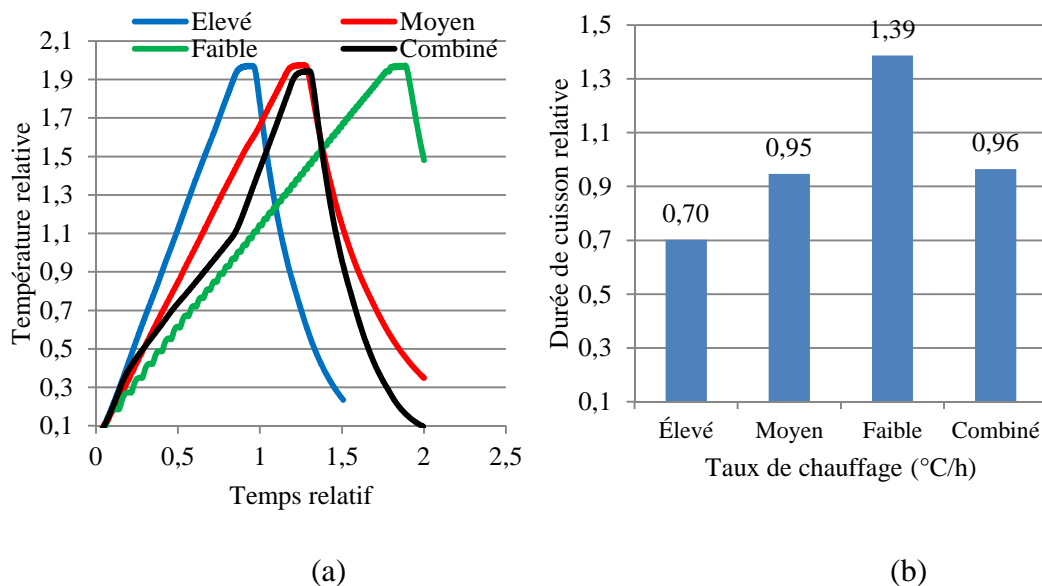 Elevé
Moyen
Faible
Combiné
Température relative
2,1
1,9
1,7
1,5
1,3
1,1
0,9
0,7
0,5
0,3
0,1
0
0,5
1
1,5
2
2,5
Temps relatif
(a)
Durée de cuisson relative
1,5
1,3
1,1
0,9
0,7
0,5
0,3
0,1
0,70
0,95
1,39
0,96
Élevé
Moyen
Faible
Combiné
Taux de chauffage (°C/h)
(b)